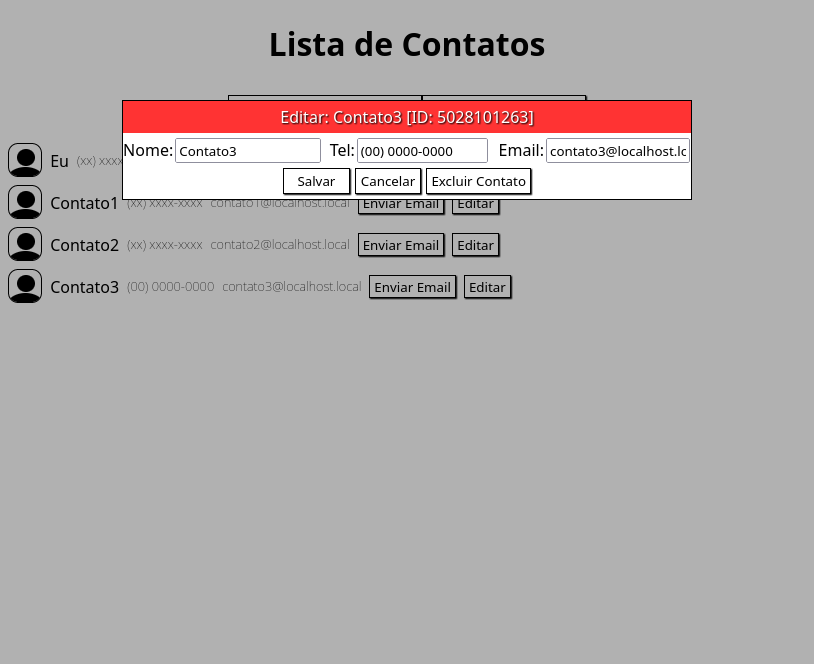 Lista de Contatos
Editar: Contato3 [ID: 5028101263]
Nome: Contato3 Tel: (00) 0000-0000 Email: contato3@localhost.lc
Salvar Cancelar Excluir Contato
Eu (xx) xxxx
Contato1 (xx) xxxx-xxxx contato1@localhost.local Enviar Email Editar
Contato2 (xx) xxxx-xxxx contato2@localhost.local Enviar Email Editar
Contato3 (00) 0000-0000 contato3@localhost.local Enviar Email Editar